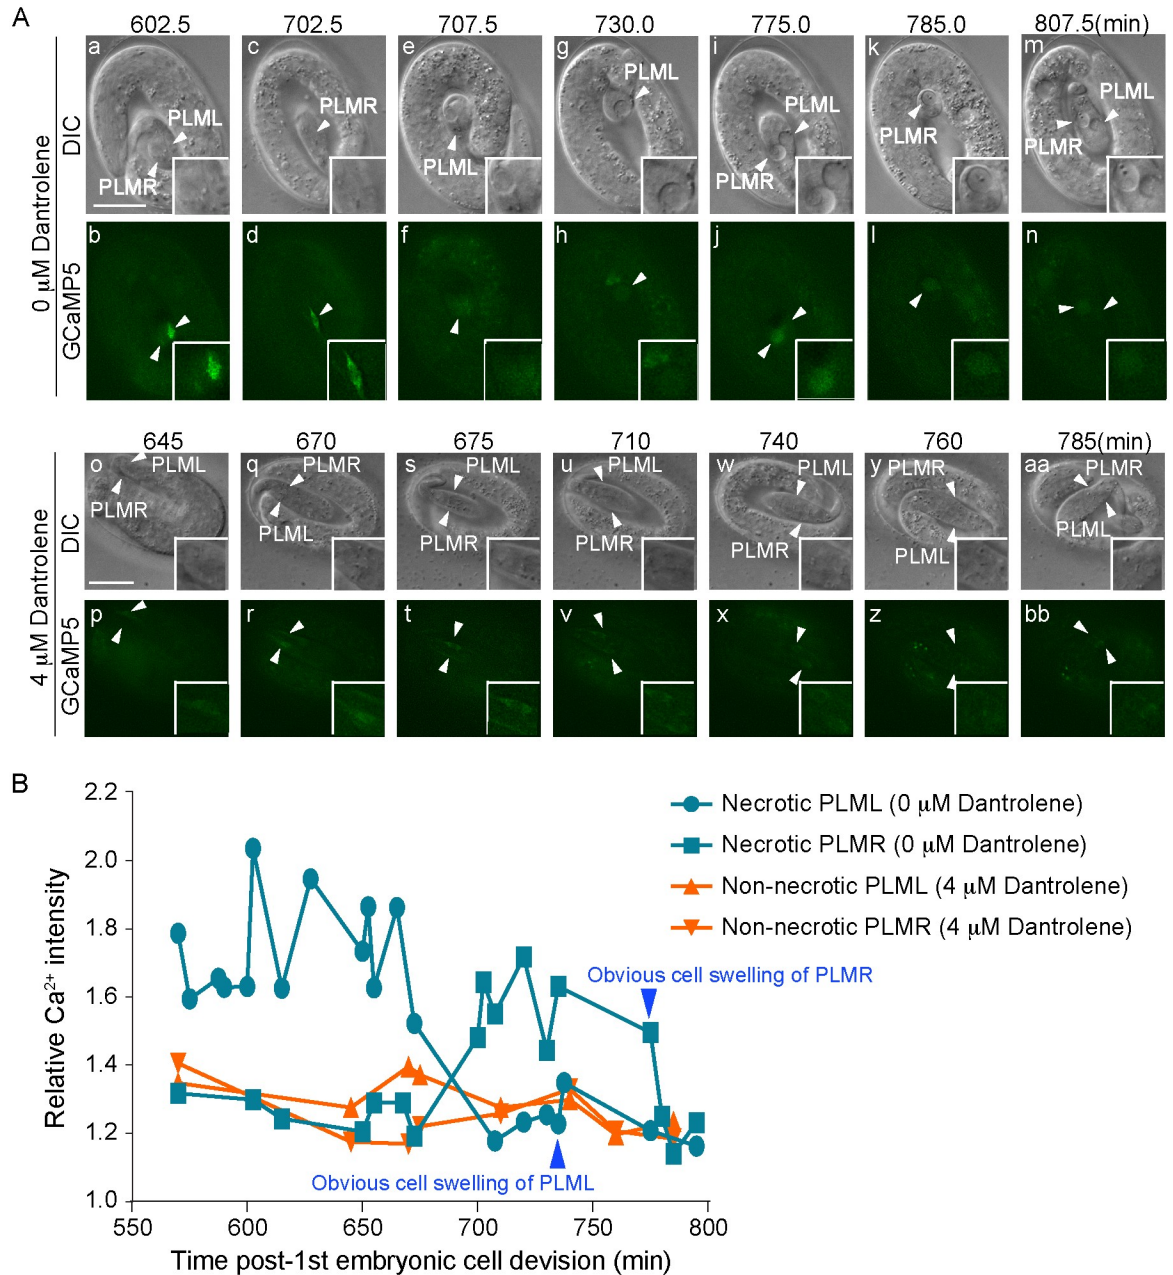 A
602.5 702.5 707.5 730.0 775.0 785.0 807.5(min)
0 µM Dantrolene
DIC
a PLML PLMR
c PLMR
e PLML
g PLML
i PLML PLMR
k PLMR
m PLML PLMR
GCaMP5
b d f h j l n
645 670 675 710 740 760 785(min)
4 µM Dantrolene
DIC
o PLML PLMR
q PLMR PLML
s PLML PLMR
u PLML PLMR
w PLML PLMR
y PLMR PLML
aa PLMR PLML
GCaMP5
p r t v x z bb
B
Relative Ca²⁺ intensity
2.2
2.0
1.8
1.6
1.4
1.2
1.0
Necrotic PLML (0 µM Dantrolene)
Necrotic PLMR (0 µM Dantrolene)
Non-necrotic PLML (4 µM Dantrolene)
Non-necrotic PLMR (4 µM Dantrolene)
Obvious cell swelling of PLMR
Obvious cell swelling of PLML
550 600 650 700 750 800
Time post-1st embryonic cell devision (min)